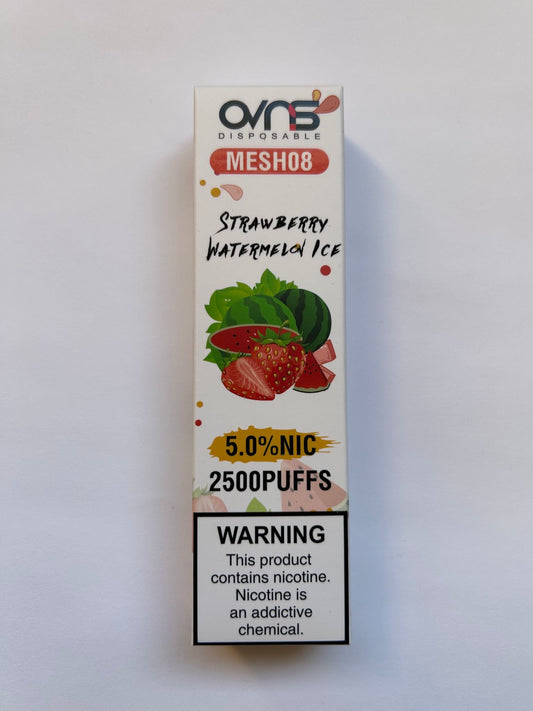 OVNS
DISPOSABLE
MESH08
STRAWBERRY
WATERMELON ICE
5.0%NIC
2500PUFFS
WARNING
This product
contains nicotine.
Nicotine is
an addictive
chemical.